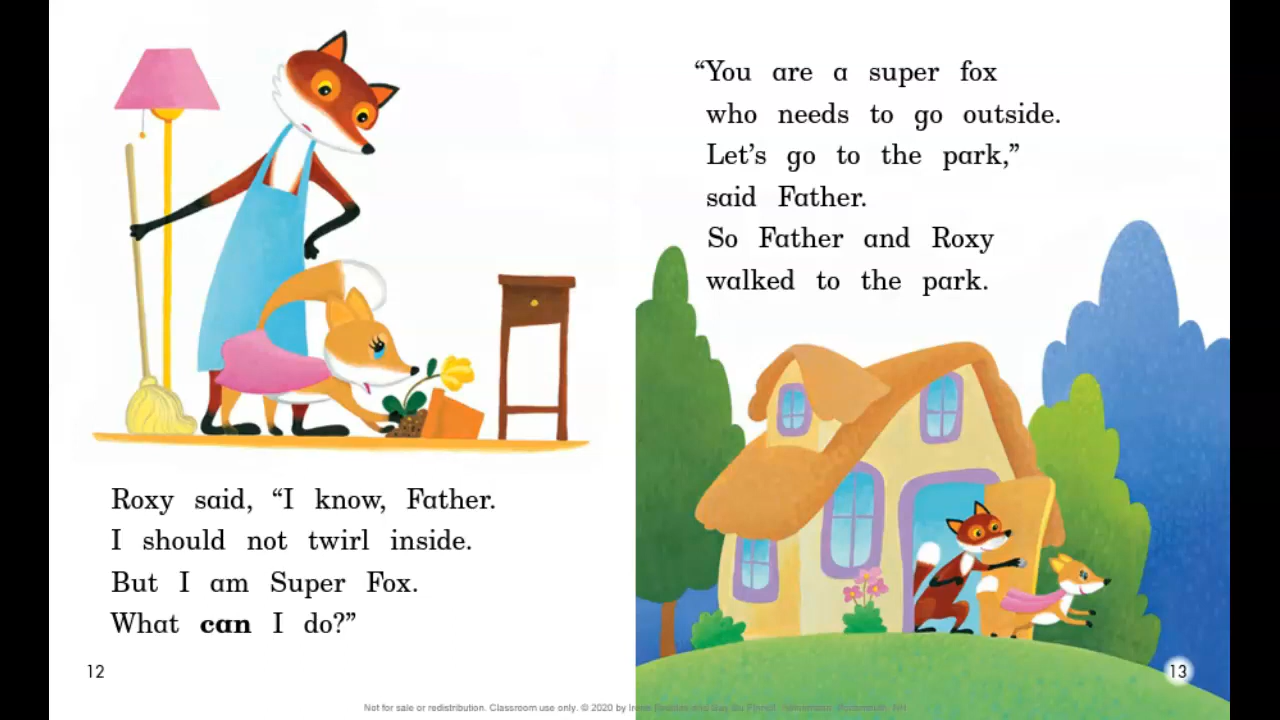 Roxy said, “I know, Father.
I should not twirl inside.
But I am Super Fox.
What can I do?”
12
“You are a super fox
who needs to go outside.
Let’s go to the park,”
said Father.
So Father and Roxy
walked to the park.
13
Not for sale or redistribution. Classroom use only. © 2020 by